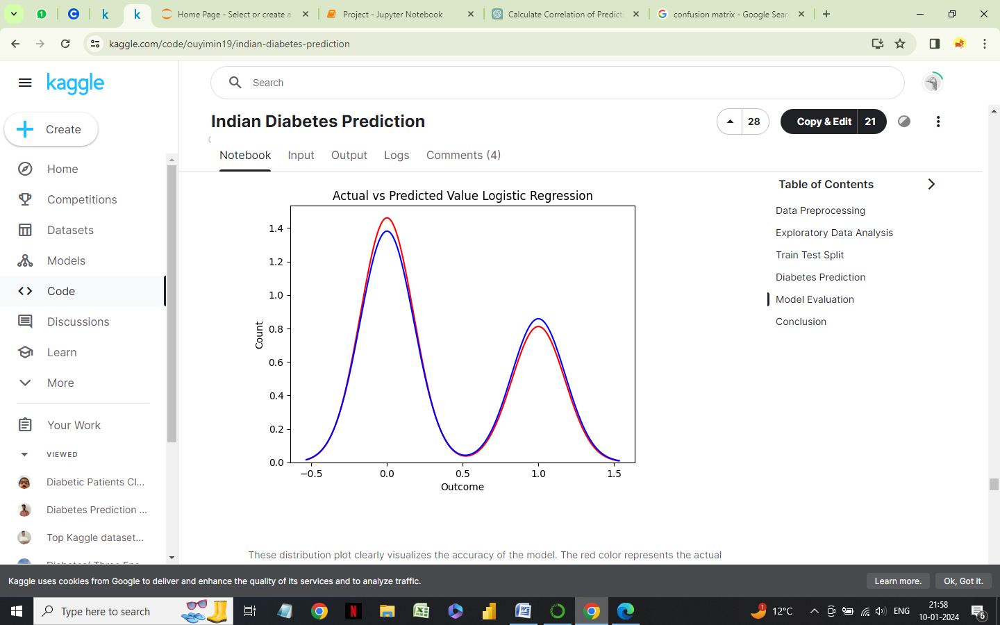 1
Home Page - Select or create a
Project - Jupyter Notebook
Calculate Correlation of Predicti
confusion matrix - Google Sear
kaggle.com/code/ouyimin19/indian-diabetes-prediction
kaggle
Search
Create
Indian Diabetes Prediction
28
Copy & Edit
21
Notebook
Input
Output
Logs
Comments (4)
Home
Competitions
Datasets
Models
Code
Discussions
Learn
More
Your Work
VIEWED
Diabetic Patients Cl...
Diabetes Prediction ...
Top Kaggle dataset...
Actual vs Predicted Value Logistic Regression
1.4
1.2
1.0
0.8
0.6
0.4
0.2
0.0
Count
−0.5
0.0
0.5
1.0
1.5
Outcome
Table of Contents
Data Preprocessing
Exploratory Data Analysis
Train Test Split
Diabetes Prediction
Model Evaluation
Conclusion
These distribution plot clearly visualizes the accuracy of the model. The red color represents the actual
Kaggle uses cookies from Google to deliver and enhance the quality of its services and to analyze traffic.
Learn more.
Ok, Got it.
Type here to search
1
12°C
ENG
21:58
10-01-2024
6